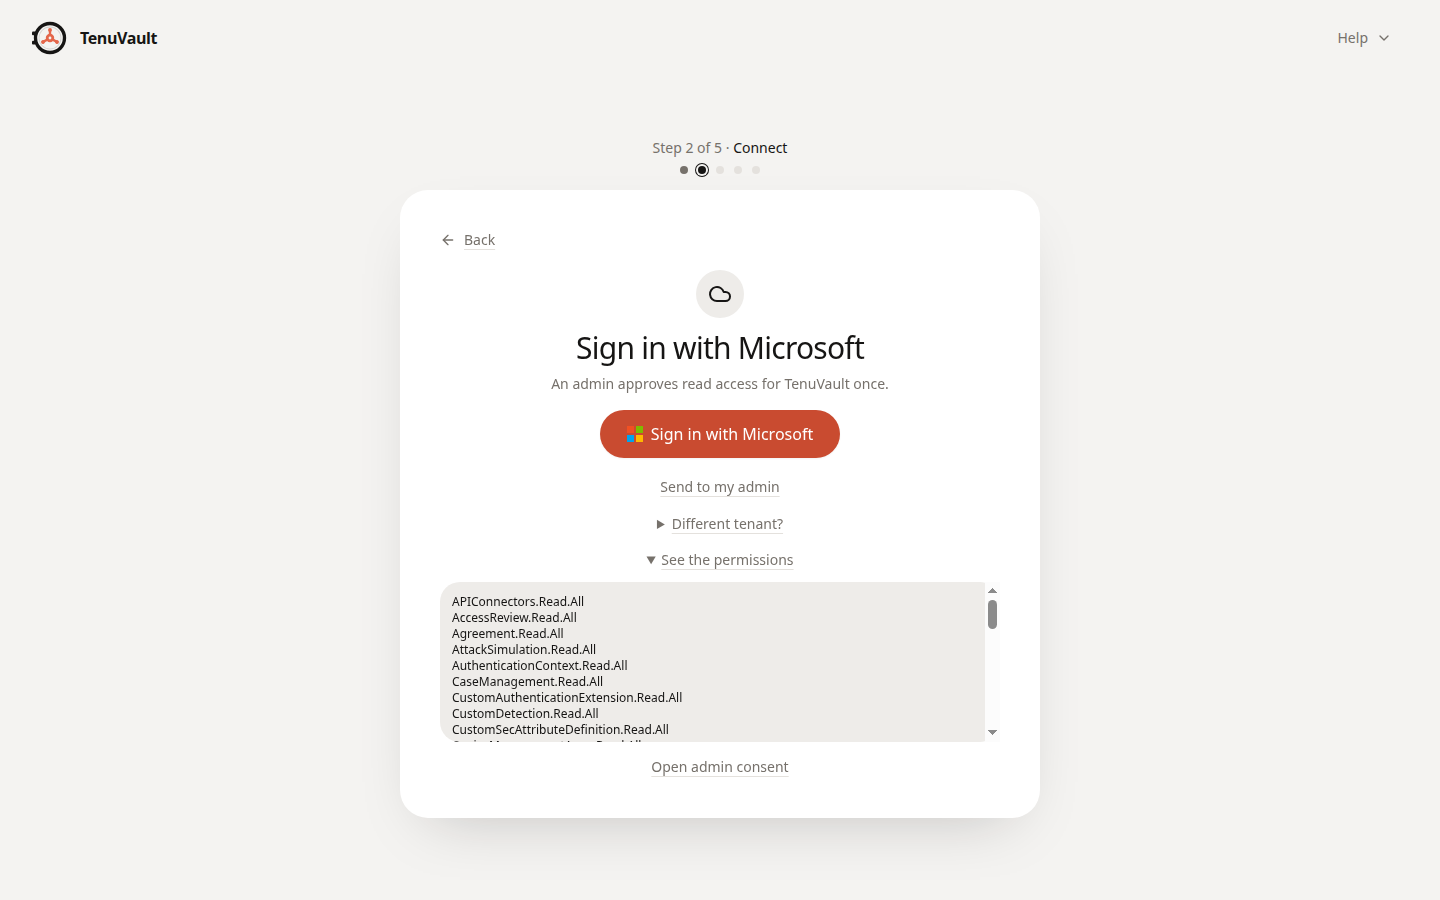 TenuVault
Help
Step 2 of 5 · Connect
Back
Sign in with Microsoft
An admin approves read access for TenuVault once.
Sign in with Microsoft
Send to my admin
Different tenant?
See the permissions
APIConnectors.Read.All
AccessReview.Read.All
Agreement.Read.All
AttackSimulation.Read.All
AuthenticationContext.Read.All
CaseManagement.Read.All
CustomAuthenticationExtension.Read.All
CustomDetection.Read.All
CustomSecAttributeDefinition.Read.All
Open admin consent